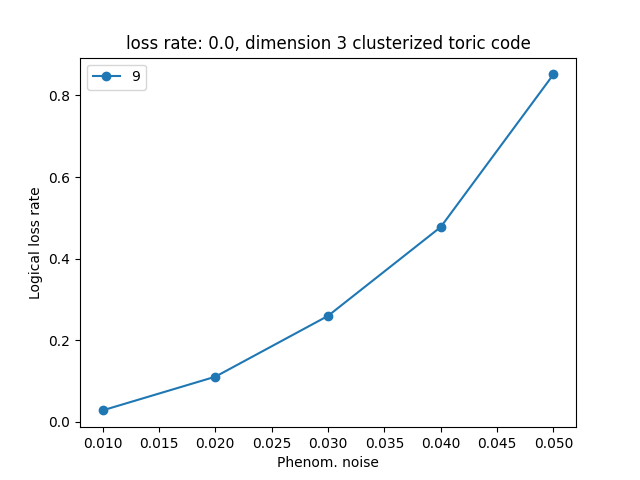 loss rate: 0.0, dimension 3 clusterized toric code
9
Logical loss rate
0.8
0.6
0.4
0.2
0.0
0.010 0.015 0.020 0.025 0.030 0.035 0.040 0.045 0.050
Phenom. noise